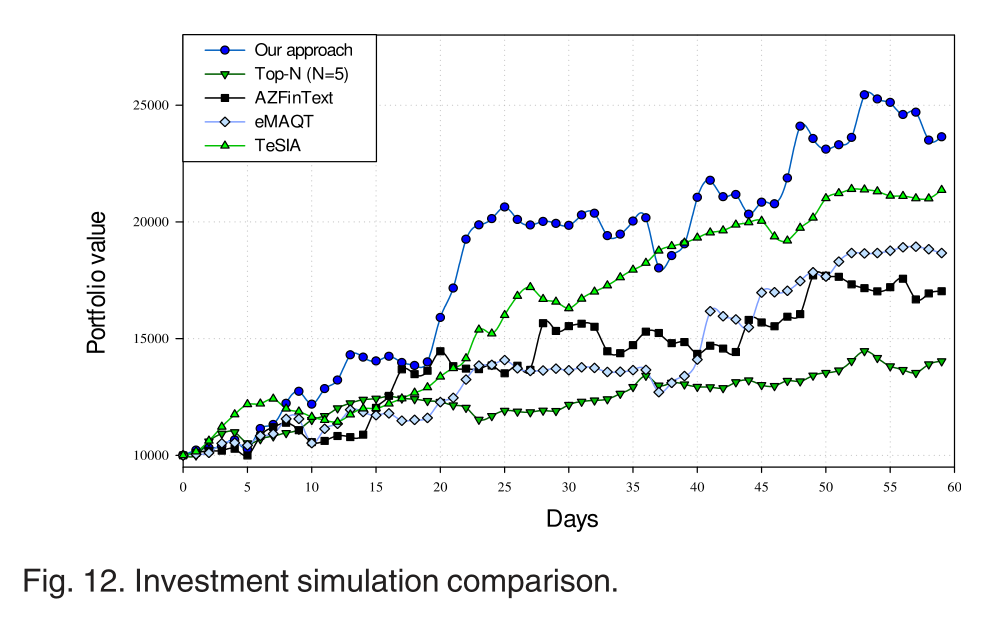 Our approach
Top-N (N=5)
AZFinText
eMAQT
TeSIA
25000
20000
15000
10000
Portfolio value
0 5 10 15 20 25 30 35 40 45 50 55 60
Days
Fig. 12. Investment simulation comparison.